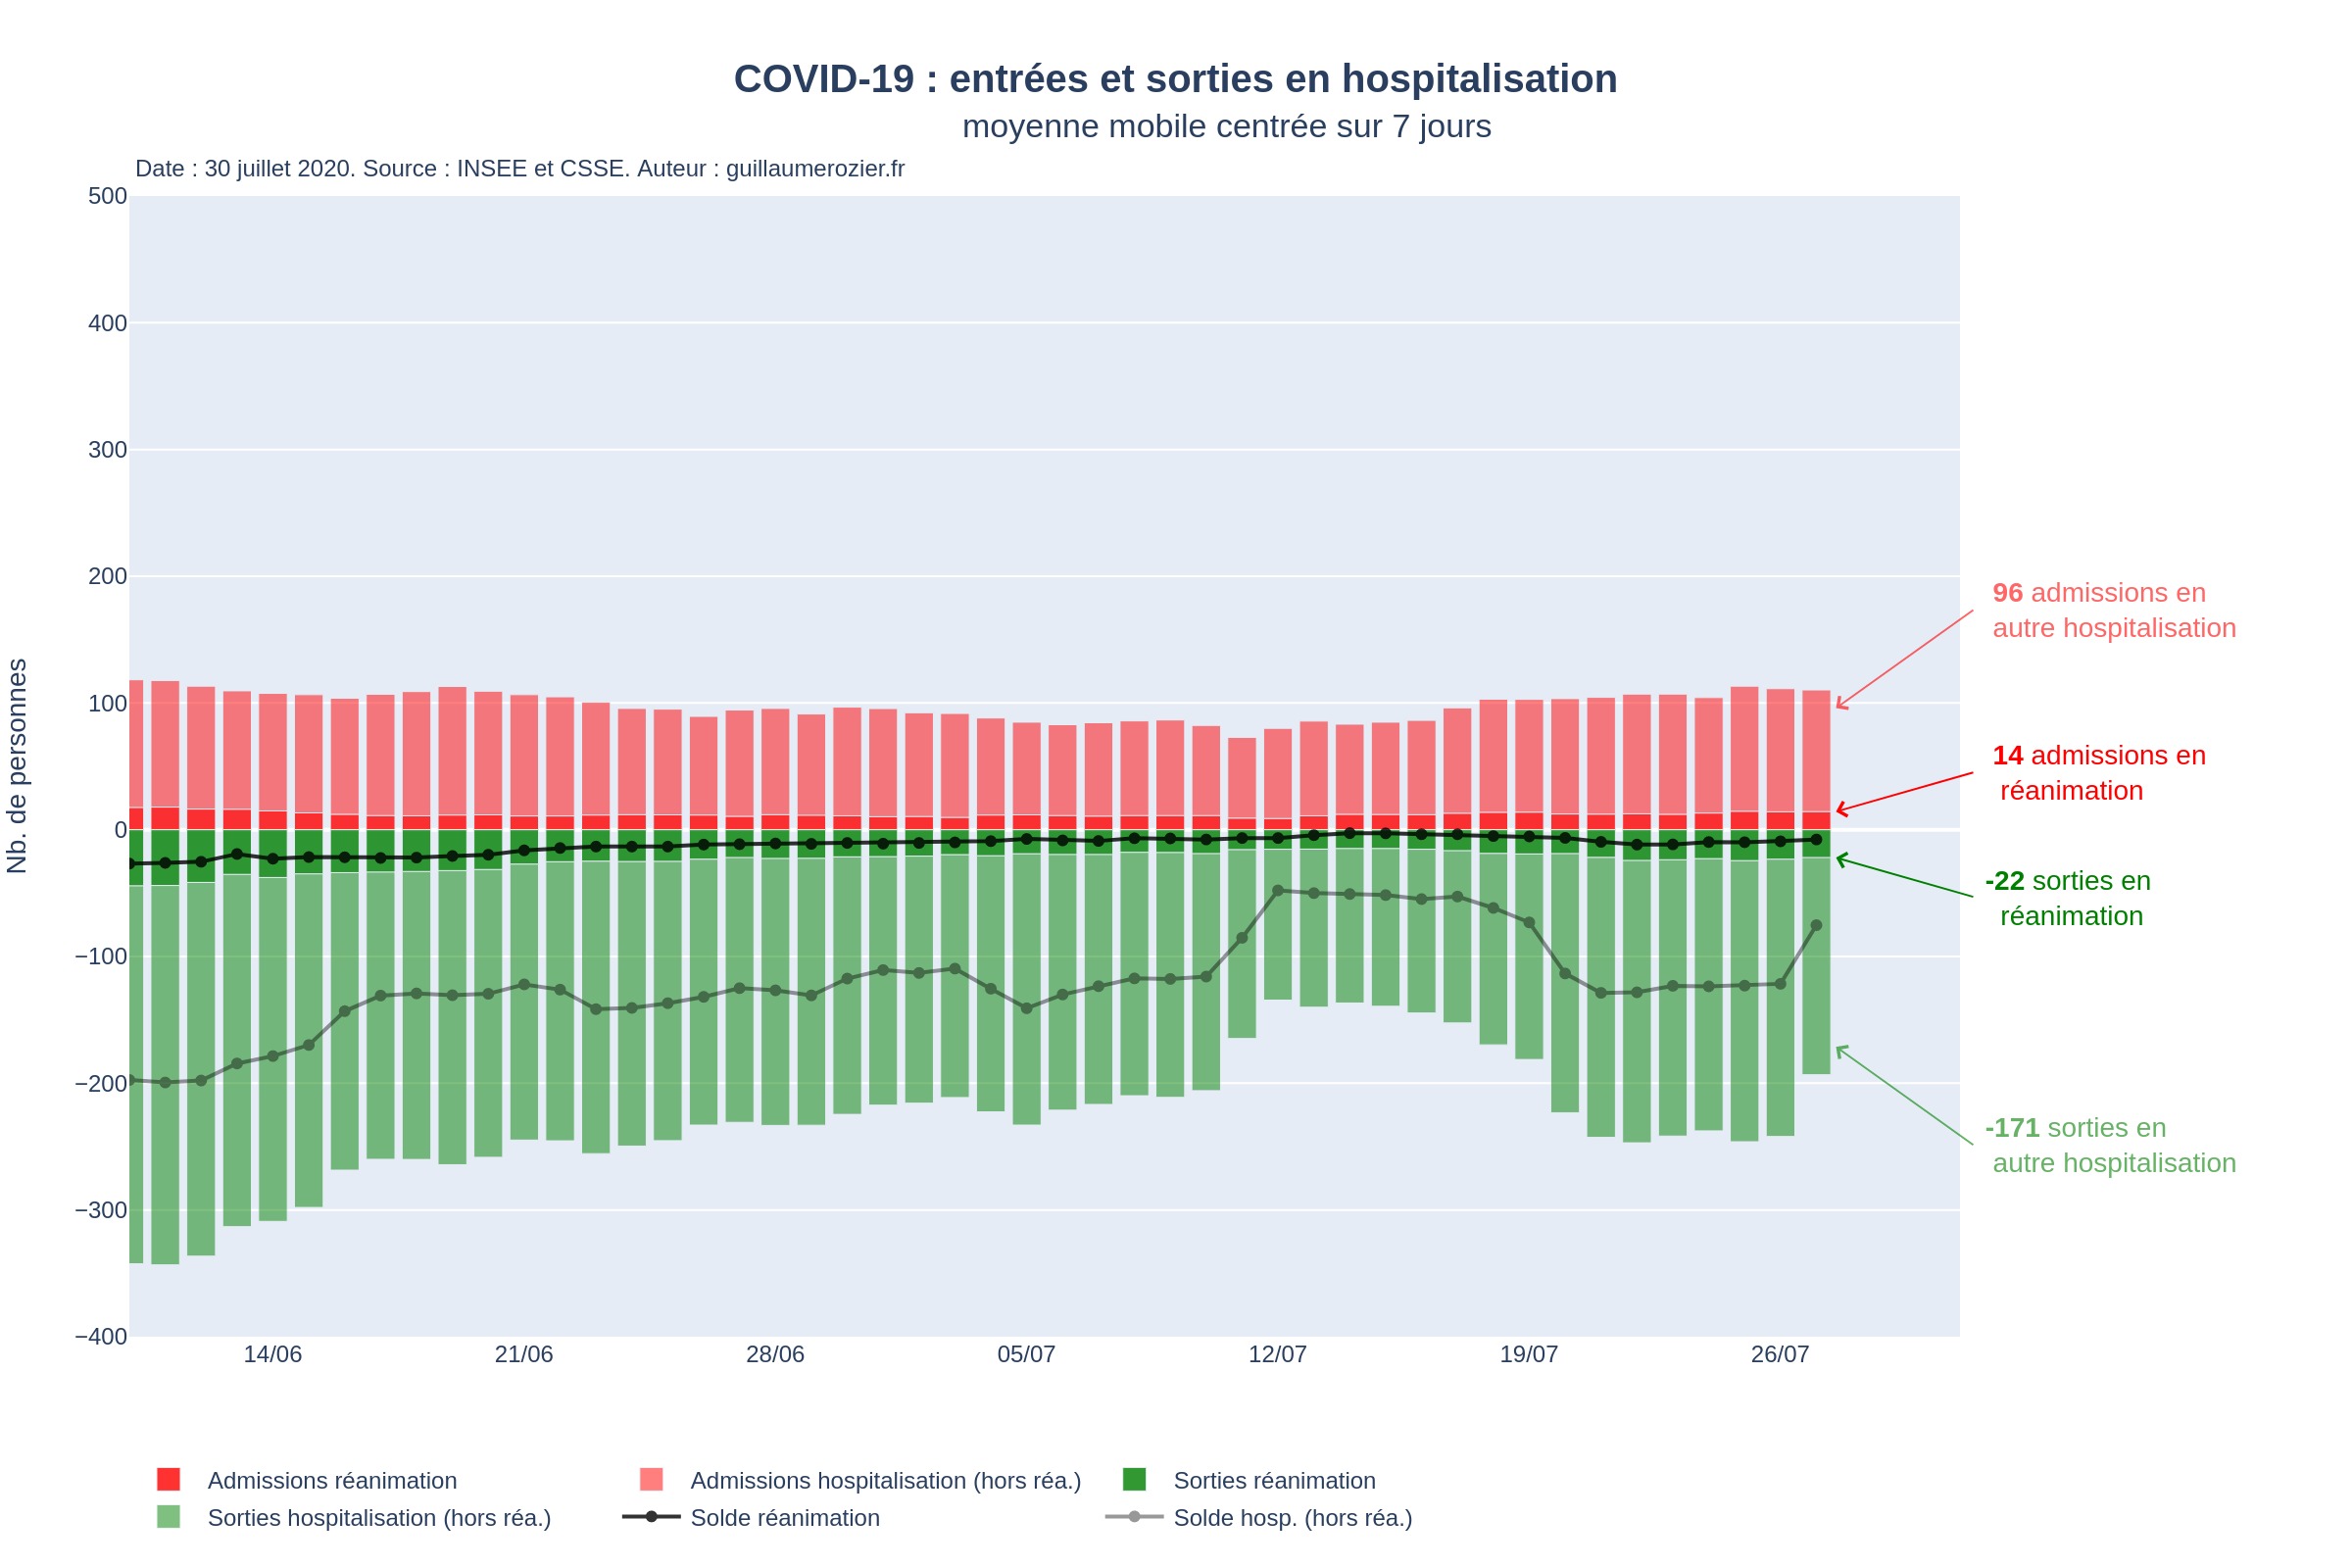 COVID-19 : entrées et sorties en hospitalisation
moyenne mobile centrée sur 7 jours
Date : 30 juillet 2020. Source : INSEE et CSSE. Auteur : guillaumerozier.fr
Nb. de personnes
500
400
300
200
100
0
−100
−200
−300
−400
14/06
21/06
28/06
05/07
12/07
19/07
26/07
96 admissions en
autre hospitalisation
14 admissions en
réanimation
-22 sorties en
réanimation
-171 sorties en
autre hospitalisation
Admissions réanimation
Admissions hospitalisation (hors réa.)
Sorties réanimation
Sorties hospitalisation (hors réa.)
Solde réanimation
Solde hosp. (hors réa.)